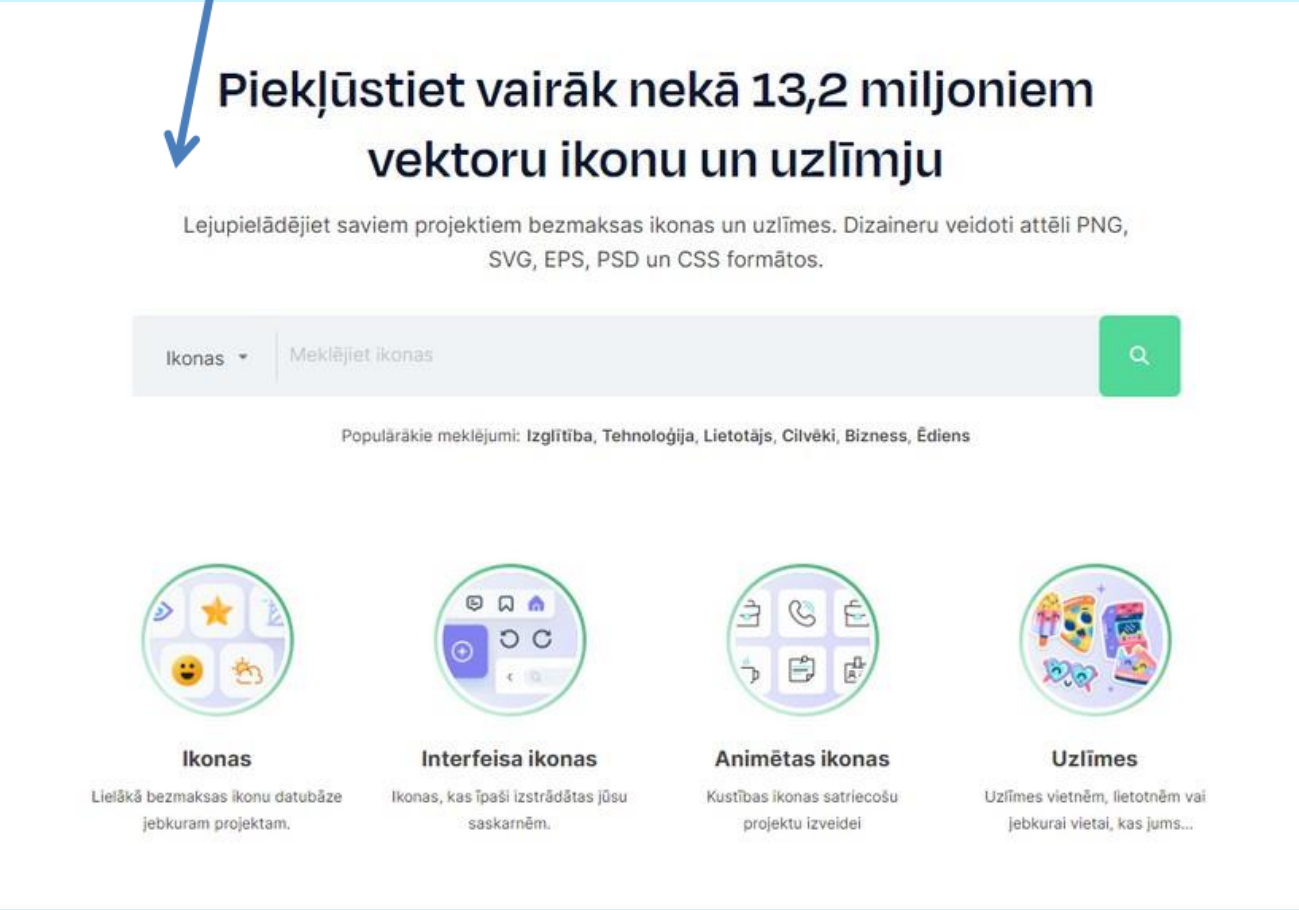 Piekļūstiet vairāk nekā 13,2 miljoniem
vektoru ikonu un uzlīmju
Lejupielādējiet saviem projektiem bezmaksas ikonas un uzlīmes. Dizaineru veidoti attēli PNG,
SVG, EPS, PSD un CSS formātos.
Ikonas Meklējiet ikonas
Populārākie meklējumi: Izglītība, Tehnoloģija, Lietotājs, Cilvēki, Bizness, Ēdiens
Ikonas
Lielākā bezmaksas ikonu datubāze
jebkuram projektam.
Interfeisa ikonas
Ikonas, kas īpaši izstrādātas jūsu
saskarnēm.
Animētas ikonas
Kustības ikonas satriecošu
projektu izveidei
Uzlīmes
Uzlīmes vietnēm, lietotnēm vai
jebkurai vietai, kas jums...